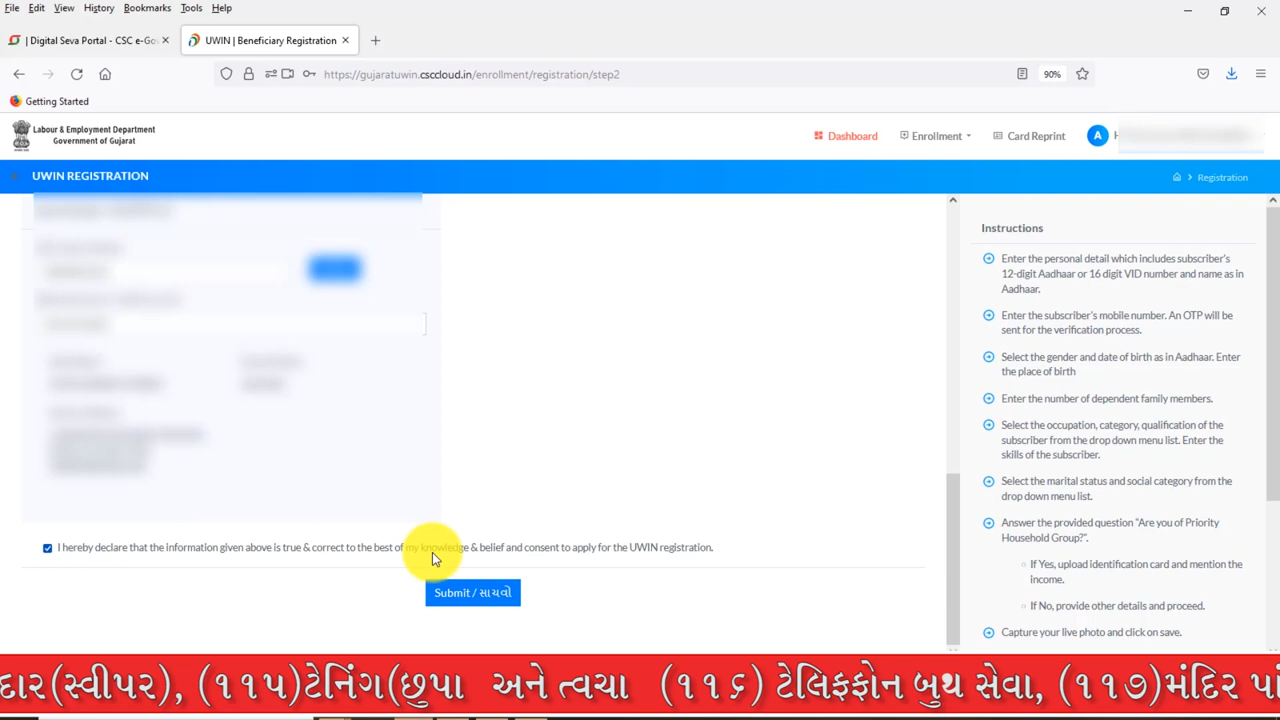 File Edit View History Bookmarks Tools Help
| Digital Seva Portal - CSC e-Go
UWIN | Beneficiary Registration
https://gujaratuwin.csccloud.in/enrollment/registration/step2
90%
Getting Started
Labour & Employment Department
Government of Gujarat
Dashboard
Enrollment
Card Reprint
A
H
UWIN REGISTRATION
Registration
Instructions
Enter the personal detail which includes subscriber's
12-digit Aadhaar or 16 digit VID number and name as in
Aadhaar.
Enter the subscriber's mobile number. An OTP will be
sent for the verification process.
Select the gender and date of birth as in Aadhaar. Enter
the place of birth
Enter the number of dependent family members.
Select the occupation, category, qualification of the
subscriber from the drop down menu list. Enter the
skills of the subscriber.
Select the marital status and social category from the
drop down menu list.
Answer the provided question "Are you of Priority
Household Group?".
If Yes, upload identification card and mention the
income.
If No, provide other details and proceed.
Capture your live photo and click on save.
I hereby declare that the information given above is true & correct to the best of my knowledge & belief and consent to apply for the UWIN registration.
Submit / સાચવો
દાર(સ્વીપર), (૧૧૫)ટેનિંગ(છુપા અને ત્વચા (૧૧૬) ટેલિફફોન બુથ સેવા, (૧૧૭)મંદિર પાં